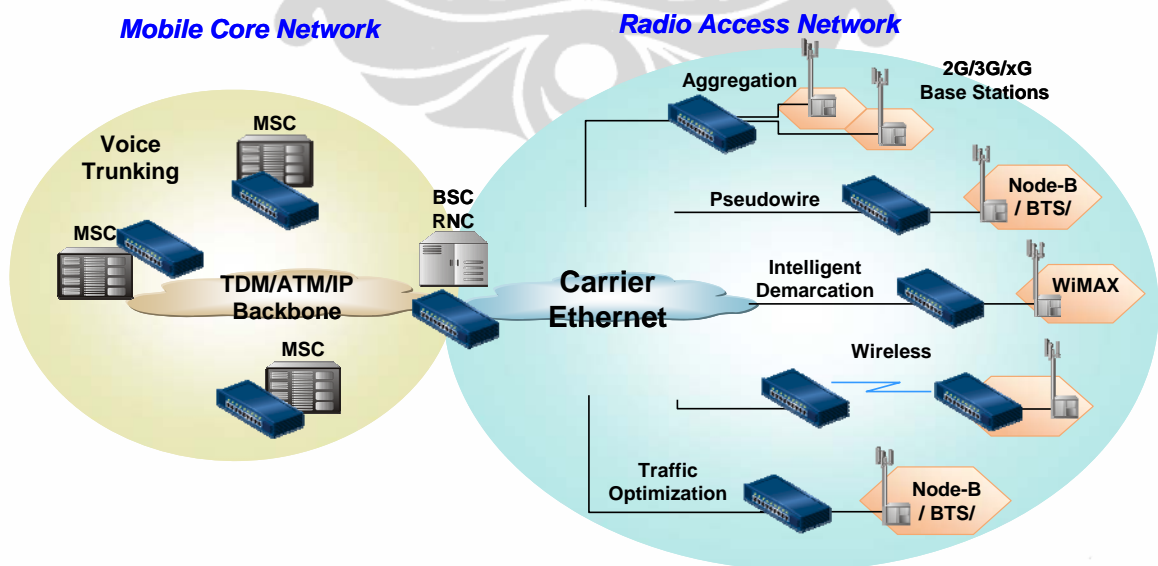 Mobile Core Network
Radio Access Network
Aggregation
2G/3G/xG
Base Stations
MSC
Voice
Trunking
BSC
RNC
Pseudowire
Node-B
/ BTS/
MSC
TDM/ATM/IP
Backbone
Carrier
Ethernet
Intelligent
Demarcation
WiMAX
MSC
Wireless
Traffic
Optimization
Node-B
/ BTS/